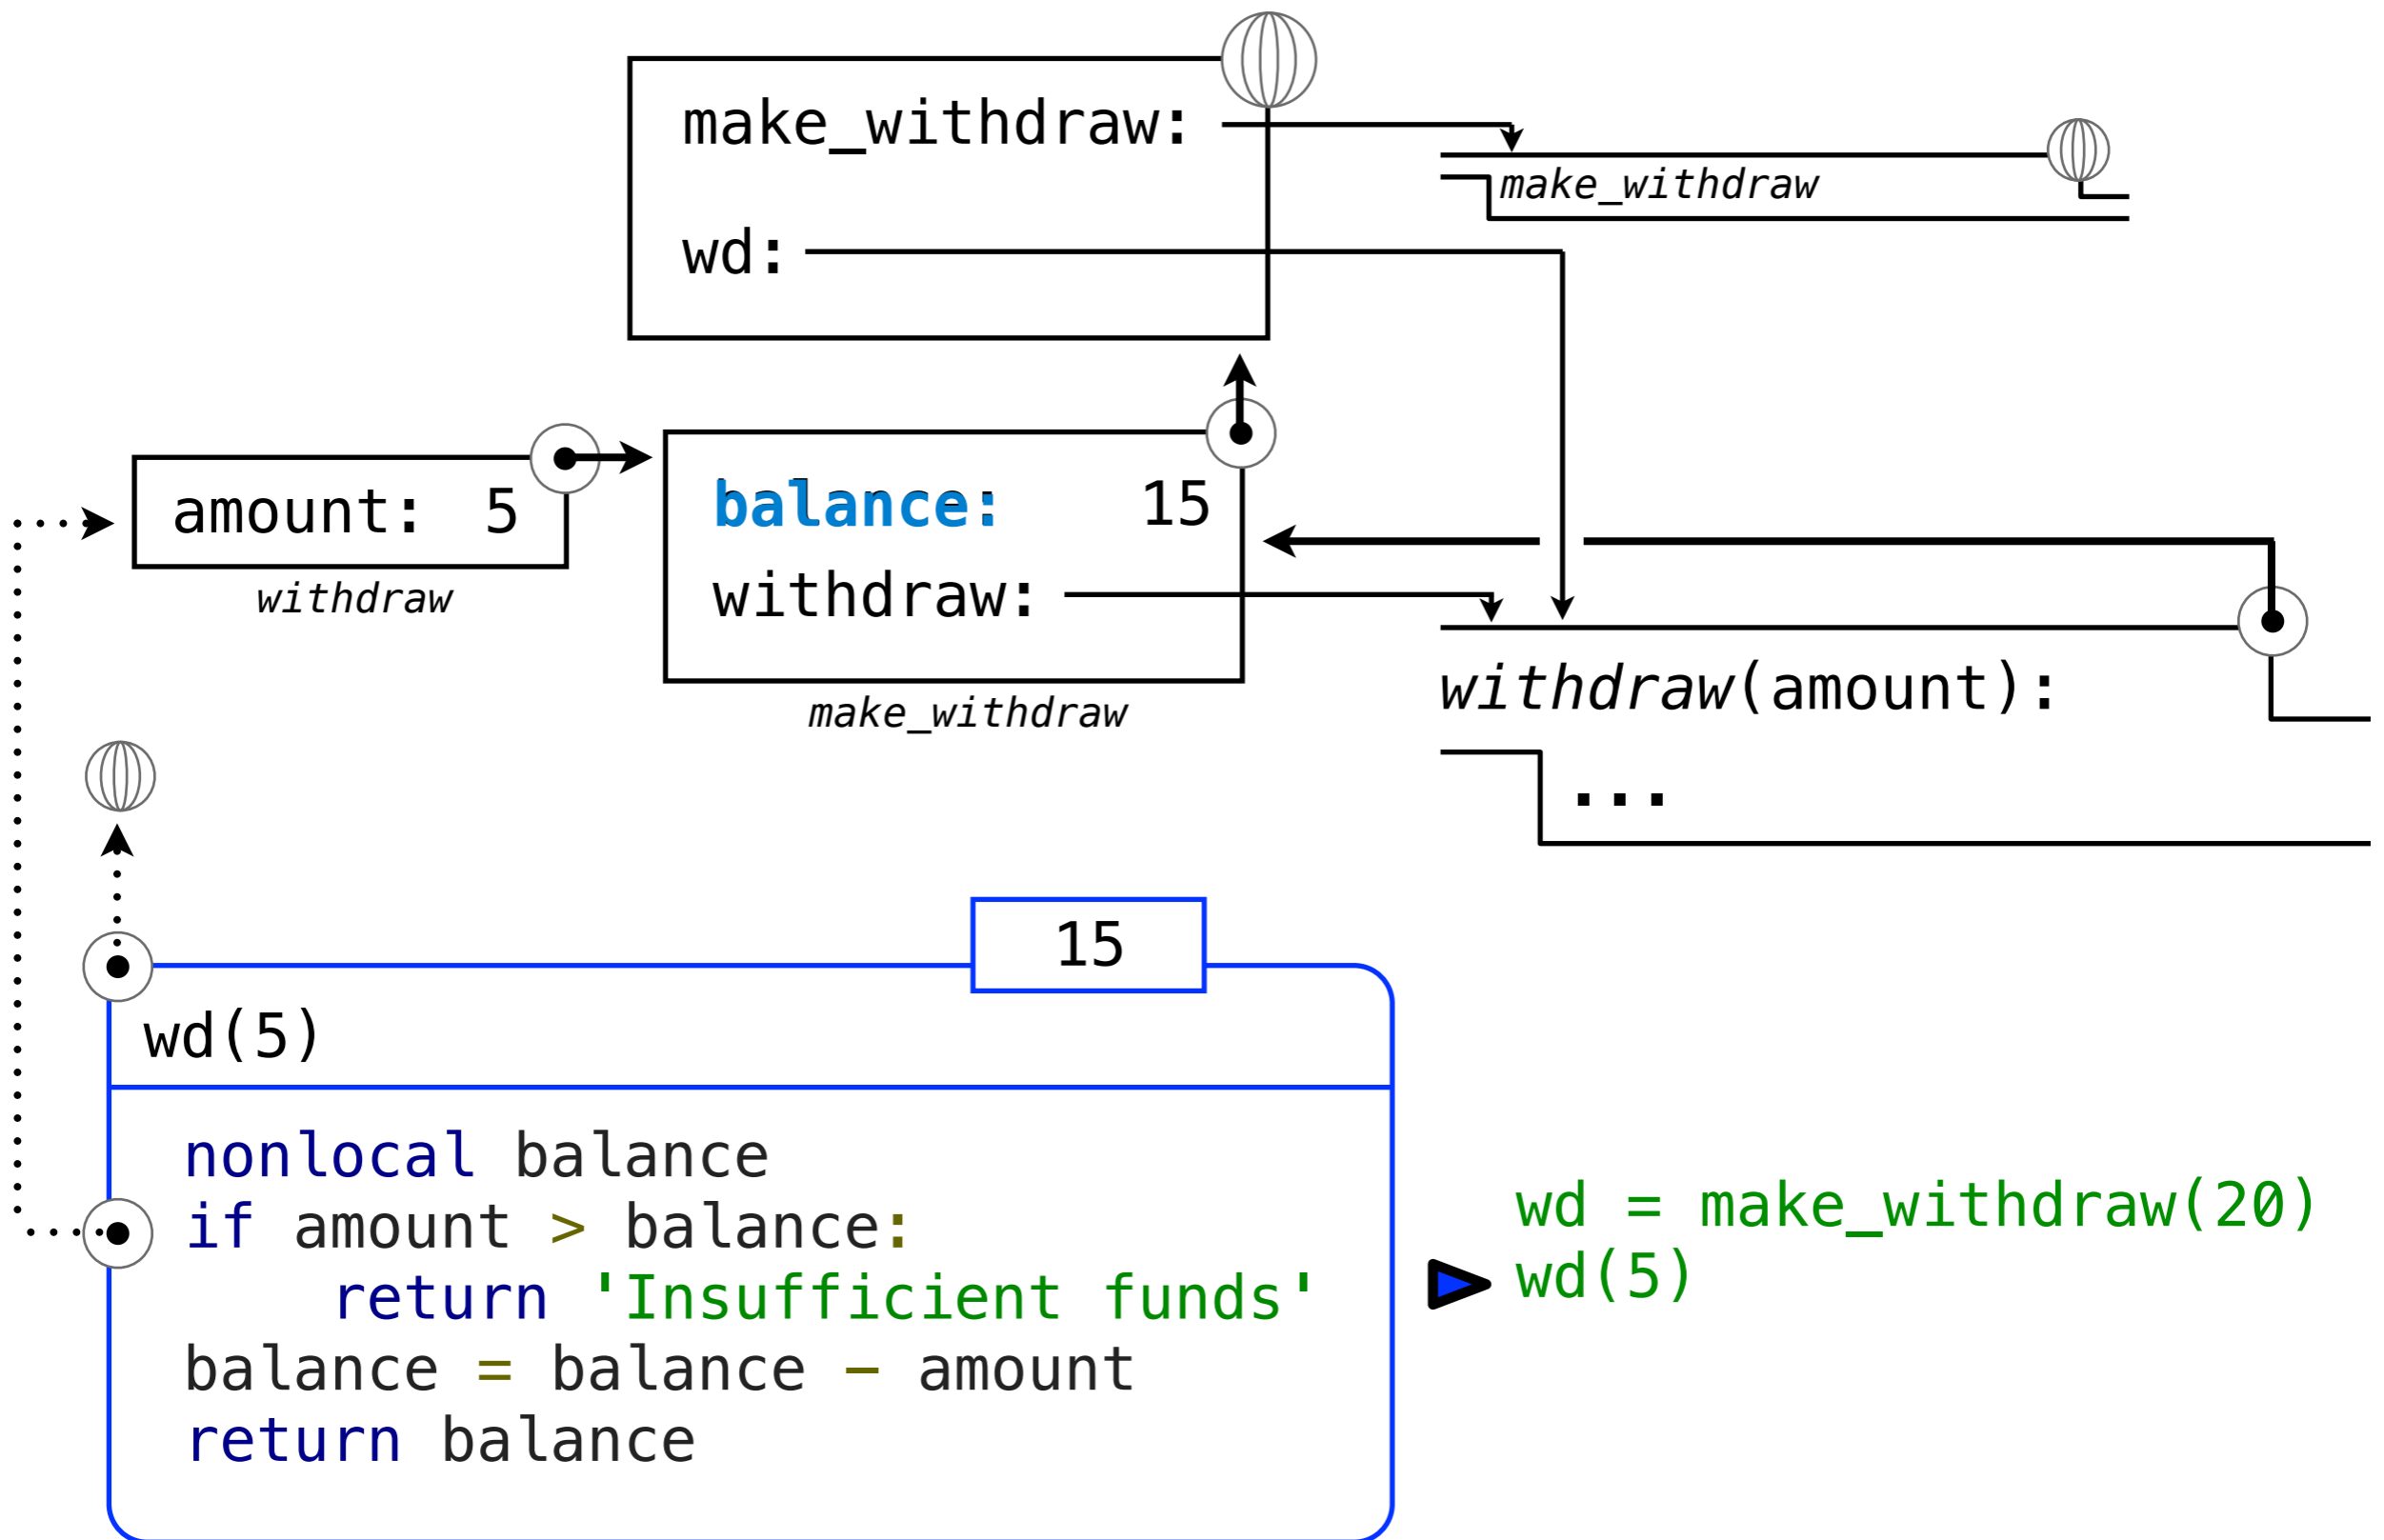 make_withdraw:
make_withdraw
wd:
amount: 5
withdraw
balance: 15
withdraw:
make_withdraw
withdraw(amount):
...
15
wd(5)
nonlocal balance
if amount > balance:
    return 'Insufficient funds'
balance = balance − amount
return balance
wd = make_withdraw(20)
wd(5)